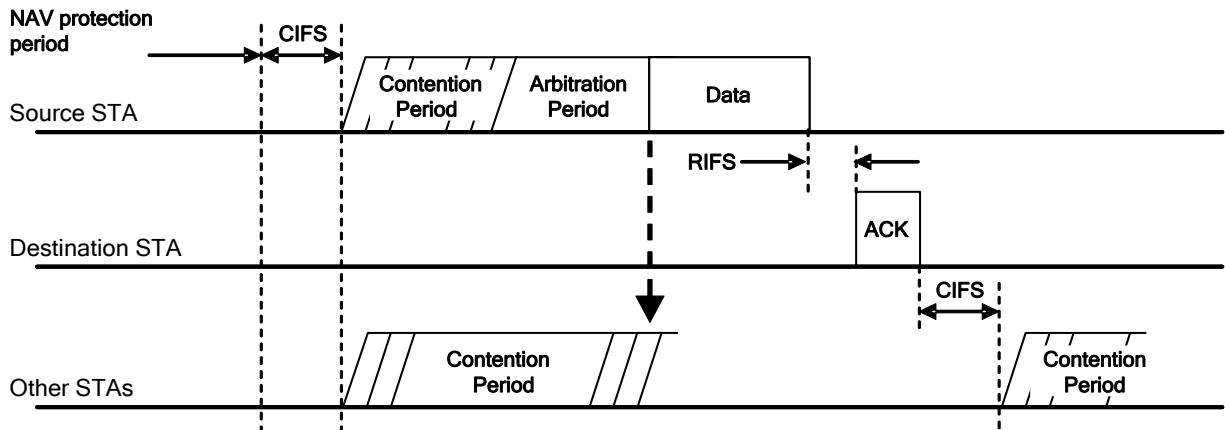 NAV protection
period
CIFS
Contention
Period
Arbitration
Period
Data
Source STA
RIFS
ACK
Destination STA
CIFS
Contention
Period
Contention
Period
Other STAs